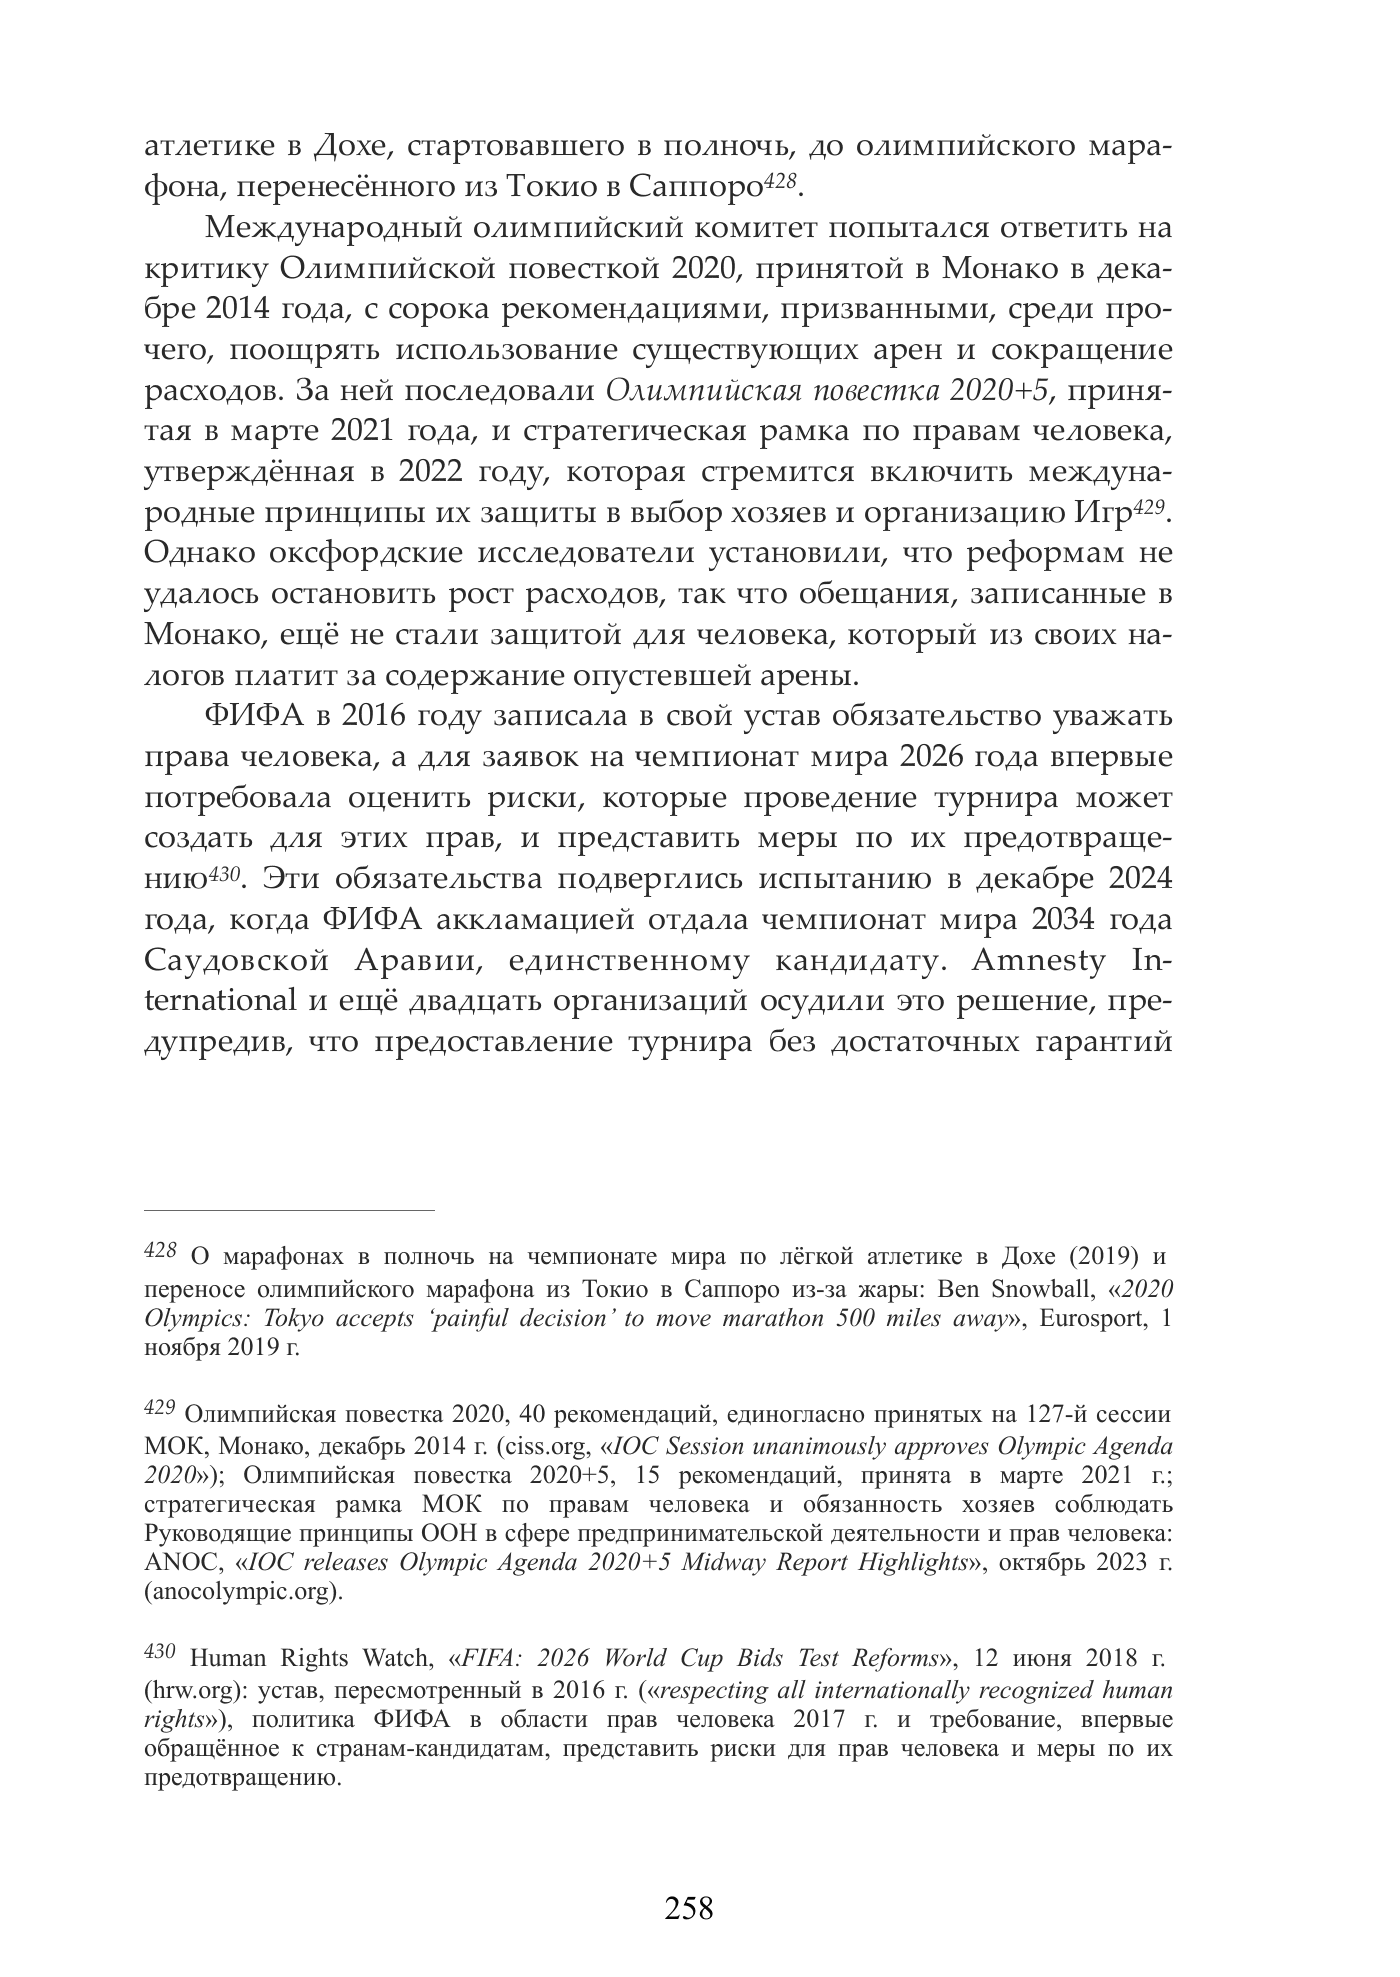 атлетике в Дохе, стартовавшего в полночь, до олимпийского мара-
фона, перенесённого из Токио в Саппоро428.
Международный олимпийский комитет попытался ответить на
критику Олимпийской повесткой 2020, принятой в Монако в дека-
бре 2014 года, с сорока рекомендациями, призванными, среди про-
чего, поощрять использование существующих арен и сокращение
расходов. За ней последовали Олимпийская повестка 2020+5, приня-
тая в марте 2021 года, и стратегическая рамка по правам человека,
утверждённая в 2022 году, которая стремится включить междуна-
родные принципы их защиты в выбор хозяев и организацию Игр429.
Однако оксфордские исследователи установили, что реформам не
удалось остановить рост расходов, так что обещания, записанные в
Монако, ещё не стали защитой для человека, который из своих на-
логов платит за содержание опустевшей арены.
ФИФА в 2016 году записала в свой устав обязательство уважать
права человека, а для заявок на чемпионат мира 2026 года впервые
потребовала оценить риски, которые проведение турнира может
создать для этих прав, и представить меры по их предотвраще-
нию430. Эти обязательства подверглись испытанию в декабре 2024
года, когда ФИФА аккламацией отдала чемпионат мира 2034 года
Саудовской Аравии, единственному кандидату. Amnesty In-
ternational и ещё двадцать организаций осудили это решение, пре-
дупредив, что предоставление турнира без достаточных гарантий
428 О марафонах в полночь на чемпионате мира по лёгкой атлетике в Дохе (2019) и
переносе олимпийского марафона из Токио в Саппоро из-за жары: Ben Snowball, «2020
Olympics: Tokyo accepts ‘painful decision’ to move marathon 500 miles away», Eurosport, 1
ноября 2019 г.
429 Олимпийская повестка 2020, 40 рекомендаций, единогласно принятых на 127-й сессии
МОК, Монако, декабрь 2014 г. (ciss.org, «IOC Session unanimously approves Olympic Agenda
2020»); Олимпийская повестка 2020+5, 15 рекомендаций, принята в марте 2021 г.;
стратегическая рамка МОК по правам человека и обязанность хозяев соблюдать
Руководящие принципы ООН в сфере предпринимательской деятельности и прав человека:
ANOC, «IOC releases Olympic Agenda 2020+5 Midway Report Highlights», октябрь 2023 г.
(anocolympic.org).
430 Human Rights Watch, «FIFA: 2026 World Cup Bids Test Reforms», 12 июня 2018 г.
(hrw.org): устав, пересмотренный в 2016 г. («respecting all internationally recognized human
rights»), политика ФИФА в области прав человека 2017 г. и требование, впервые
обращённое к странам-кандидатам, представить риски для прав человека и меры по их
предотвращению.
258